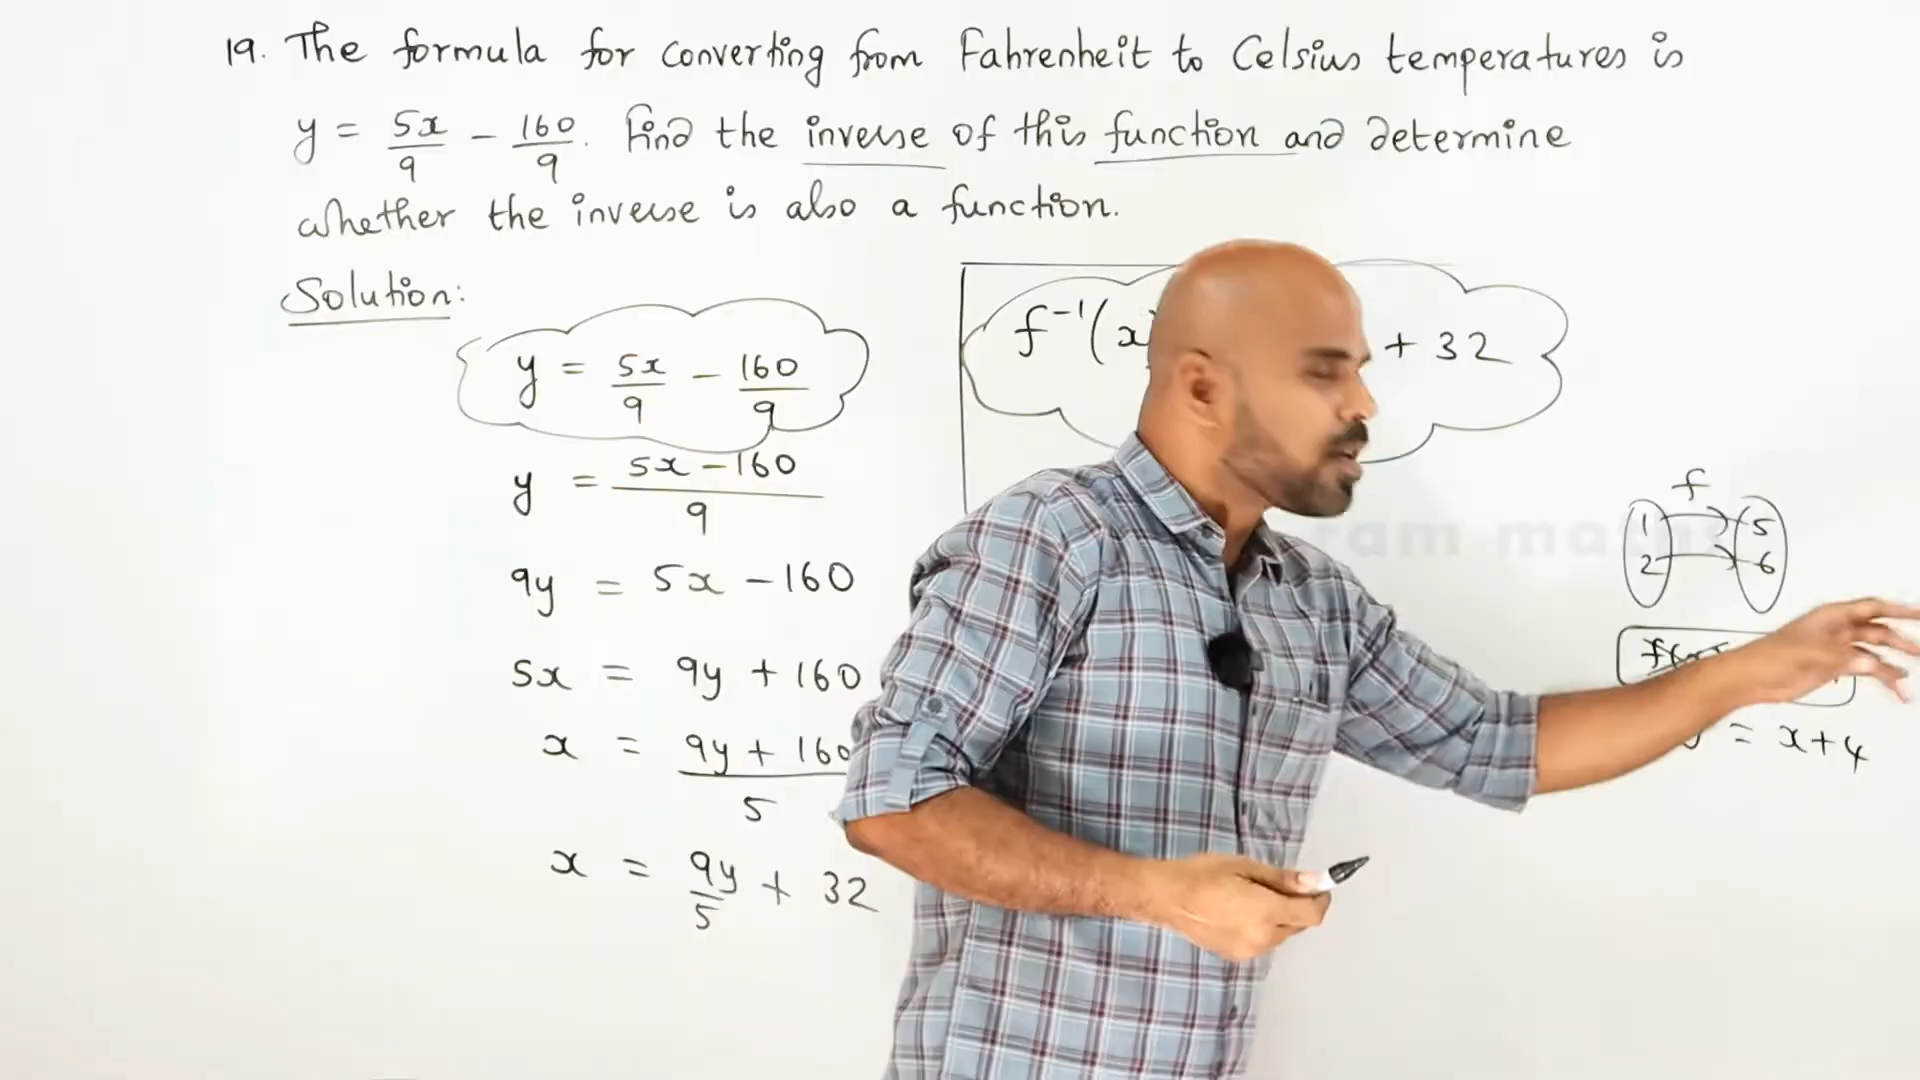 19. The formula for converting from Fahrenheit to Celsius temperatures is
y = 5x/9 - 160/9. Find the inverse of this function and determine
whether the inverse is also a function.
Solution:
y = 5x/9 - 160/9
y = (5x - 160)/9
9y = 5x - 160
5x = 9y + 160
x = (9y + 160)/5
x = 9y/5 + 32
f⁻¹(x + 32
f
1 5
2 6
= x + 4